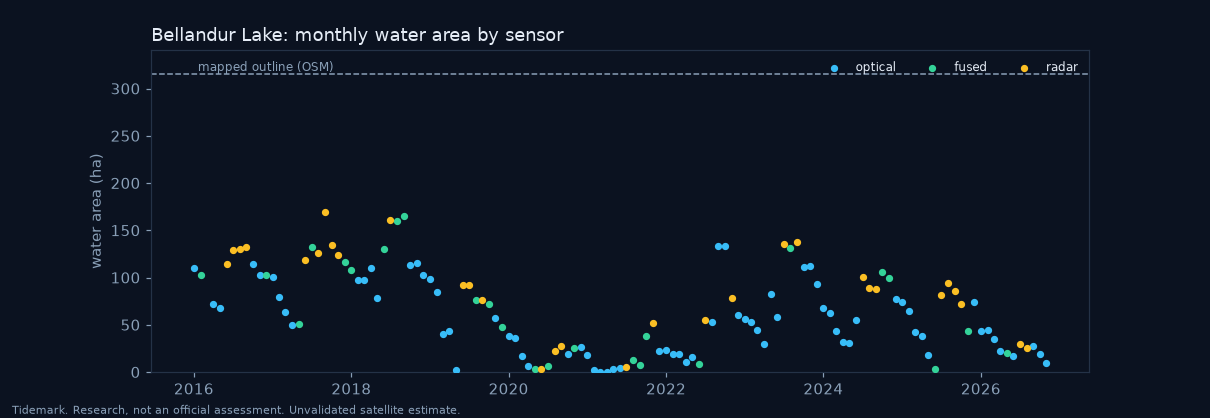 Bellandur Lake: monthly water area by sensor
mapped outline (OSM)
optical
fused
radar
300
250
200
150
100
50
0
water area (ha)
2016
2018
2020
2022
2024
2026
Tidemark. Research, not an official assessment. Unvalidated satellite estimate.